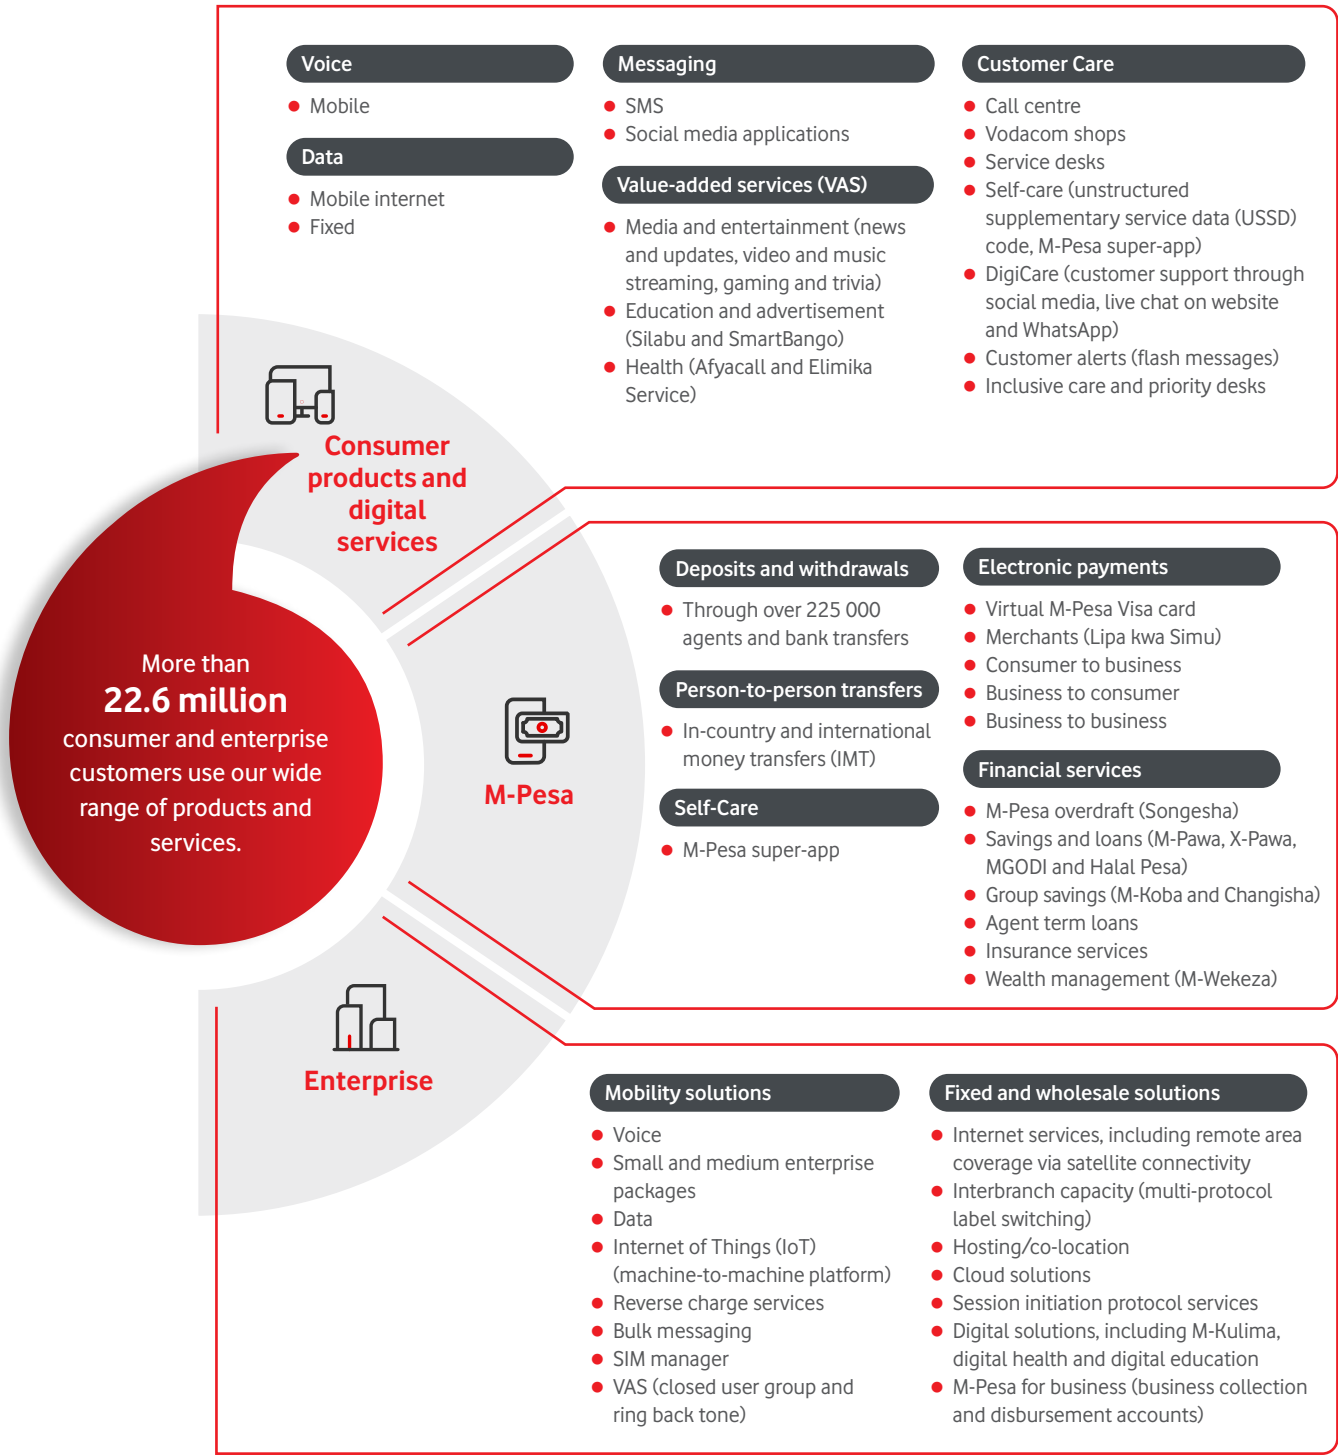 Voice
Mobile
Data
Mobile internet
Fixed
Messaging
SMS
Social media applications
Value-added services (VAS)
Media and entertainment (news
and updates, video and music
streaming, gaming and trivia)
Education and advertisement
(Silabu and SmartBango)
Health (Afyacall and Elimika
Service)
Customer Care
Call centre
Vodacom shops
Service desks
Self-care (unstructured
supplementary service data (USSD)
code, M-Pesa super-app)
DigiCare (customer support through
social media, live chat on website
and WhatsApp)
Customer alerts (flash messages)
Inclusive care and priority desks
Consumer
products and
digital
services
More than
22.6 million
consumer and enterprise
customers use our wide
range of products and
services.
M-Pesa
Deposits and withdrawals
Through over 225 000
agents and bank transfers
Person-to-person transfers
In-country and international
money transfers (IMT)
Self-Care
M-Pesa super-app
Electronic payments
Virtual M-Pesa Visa card
Merchants (Lipa kwa Simu)
Consumer to business
Business to consumer
Business to business
Financial services
M-Pesa overdraft (Songesha)
Savings and loans (M-Pawa, X-Pawa,
MGODI and Halal Pesa)
Group savings (M-Koba and Changisha)
Agent term loans
Insurance services
Wealth management (M-Wekeza)
Enterprise
Mobility solutions
Voice
Small and medium enterprise
packages
Data
Internet of Things (IoT)
(machine-to-machine platform)
Reverse charge services
Bulk messaging
SIM manager
VAS (closed user group and
ring back tone)
Fixed and wholesale solutions
Internet services, including remote area
coverage via satellite connectivity
Interbranch capacity (multi-protocol
label switching)
Hosting/co-location
Cloud solutions
Session initiation protocol services
Digital solutions, including M-Kulima,
digital health and digital education
M-Pesa for business (business collection
and disbursement accounts)